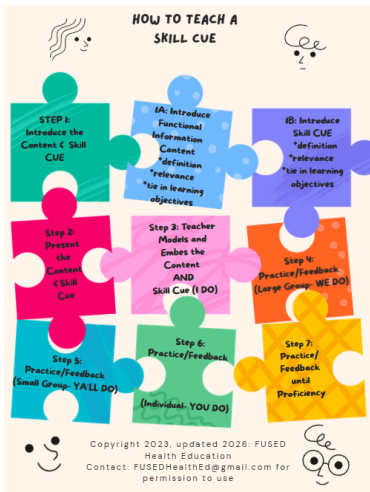 HOW TO TEACH A
SKILL CUE
STEP 1:
Introduce the
Content & Skill
CUE
1A: Introduce
Functional
Information
Content
*definition
*relevance
*tie in learning
objectives
1B: Introduce
Skill CUE
*definition
*relevance
*tie in learning
objectives
Step 2:
Present
the
Content
& Skill
Cue
Step 3: Teacher
Models and
Embes the
Content
AND
Skill Cue (I DO)
Step 4:
Practice/Feedback
(Large Group- WE DO)
Step 5:
Practice/Feedback
(Small Group- YA'LL DO)
Step 6:
Practice/Feedback
(Individual- YOU DO)
Step 7:
Practice/
Feedback
until
Proficiency
Copyright 2023, updated 2026: FUSED
Health Education
Contact: FUSEDHealthEd@gmail.com for
permission to use